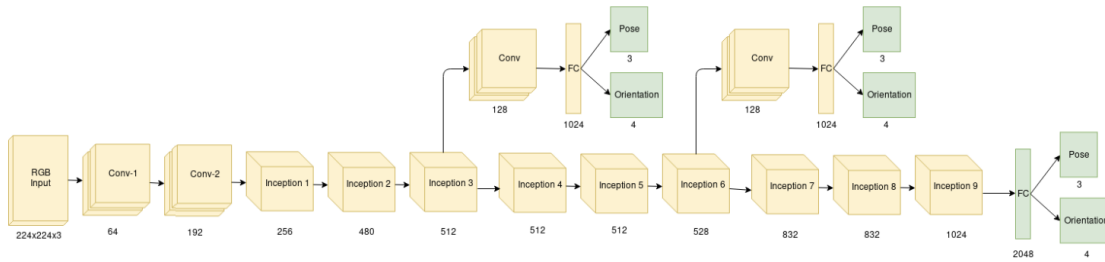 Conv
128
FC
1024
Pose
3
Orientation
4
Conv
128
FC
1024
Pose
3
Orientation
4
RGB
Input
224x224x3
Conv-1
64
Conv-2
192
Inception 1
256
Inception 2
480
Inception 3
512
Inception 4
512
Inception 5
512
Inception 6
528
Inception 7
832
Inception 8
832
Inception 9
1024
FC
2048
Pose
3
Orientation
4